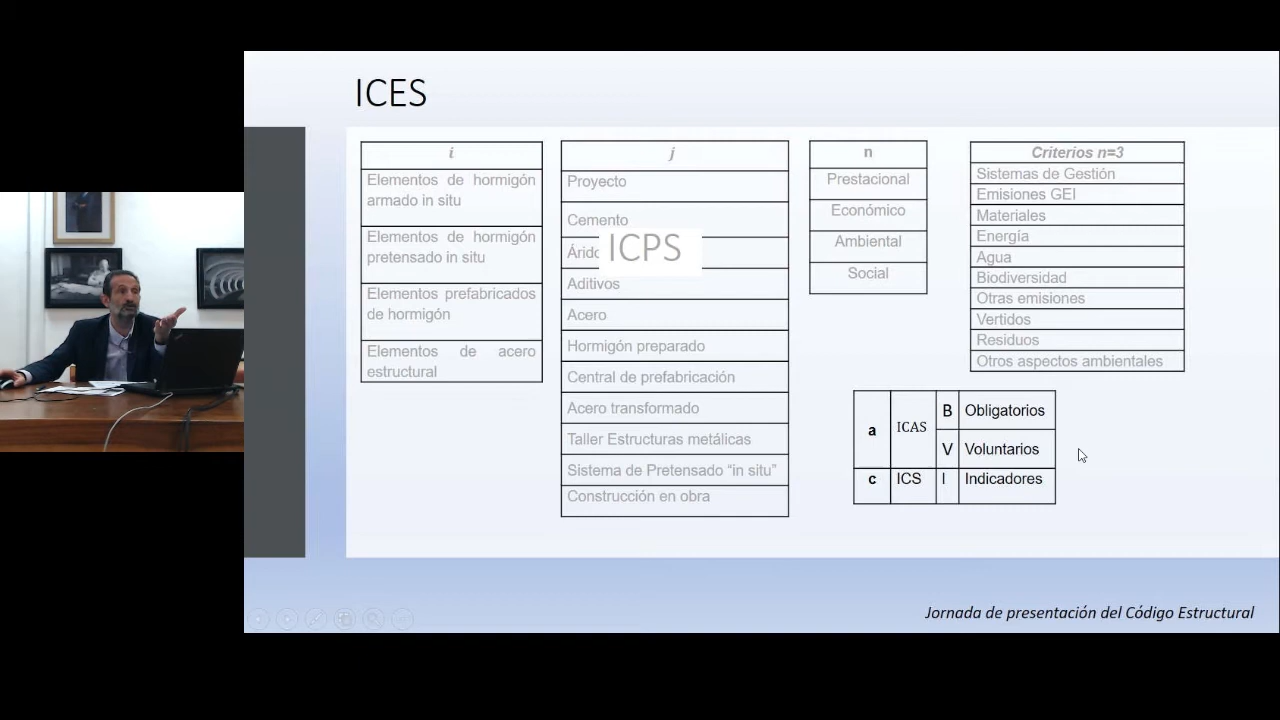 ICES
i
Elementos de hormigón
armado in situ
Elementos de hormigón
pretensado in situ
Elementos prefabricados
de hormigón
Elementos de acero
estructural
j
Proyecto
Cemento
ICPS
Aditivos
Acero
Hormigón preparado
Central de prefabricación
Acero transformado
Taller Estructuras metálicas
Sistema de Pretensado “in situ”
Construcción en obra
n
Prestacional
Económico
Ambiental
Social
Criterios n=3
Sistemas de Gestión
Emisiones GEI
Materiales
Energía
Agua
Biodiversidad
Otras emisiones
Vertidos
Residuos
Otros aspectos ambientales
a ICAS B Obligatorios
V Voluntarios
c ICS I Indicadores
Jornada de presentación del Código Estructural